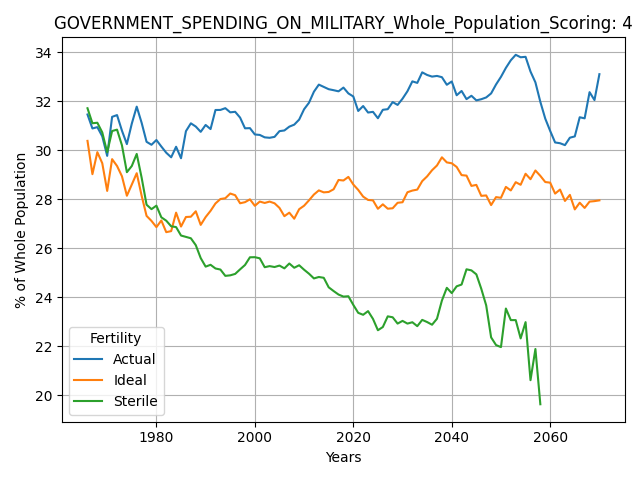 GOVERNMENT_SPENDING_ON_MILITARY_Whole_Population_Scoring: 4
% of Whole Population
34
32
30
28
26
24
22
20
Fertility
Actual
Ideal
Sterile
1980 2000 2020 2040 2060
Years